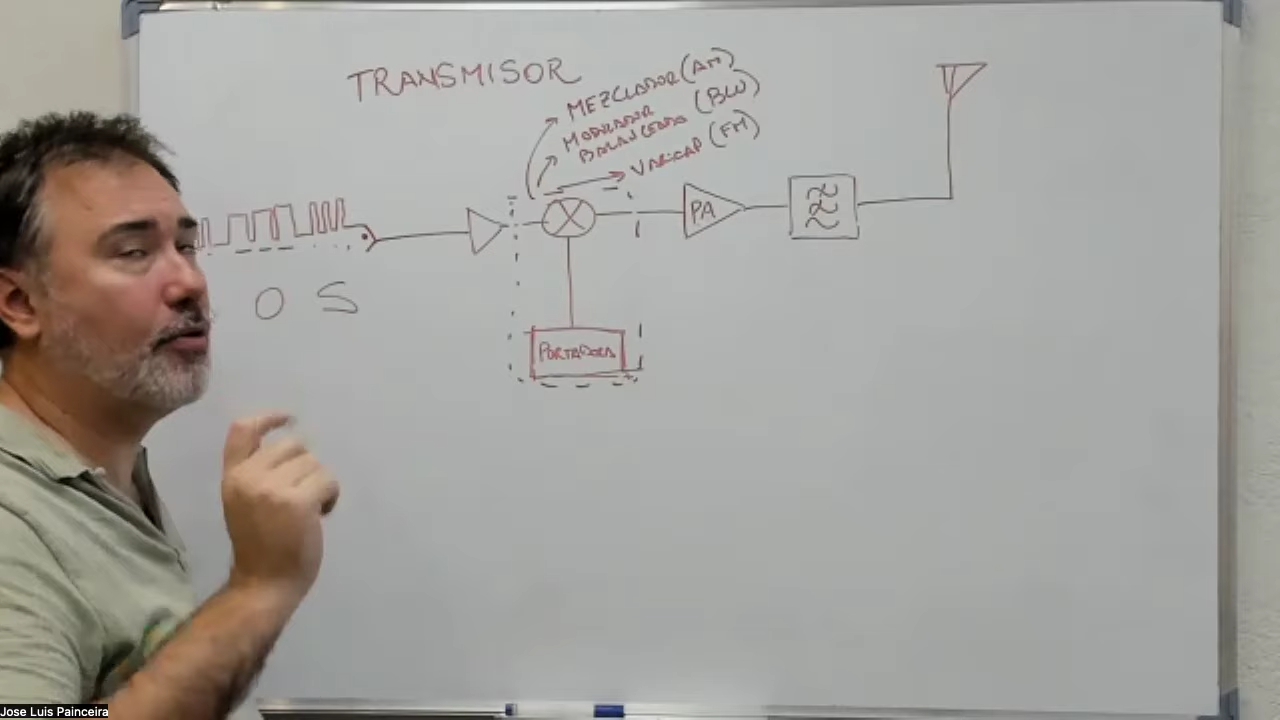 TRANSMISOR
MEZCLADOR (AM)
MODULADOR (BLU)
BALANCEADO
VARICAP (FM)
PA
O S
PORTADORA
Jose Luis Painceira